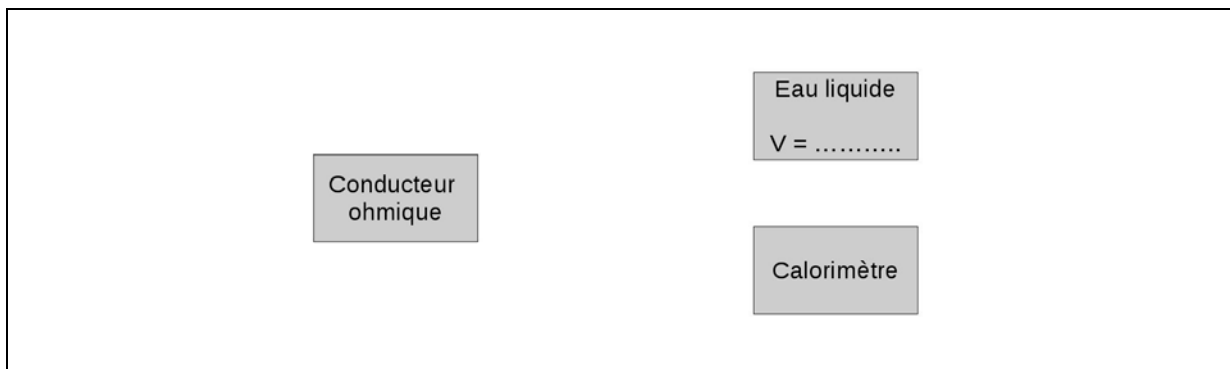 Conducteur
ohmique
Eau liquide
V = ………..
Calorimètre